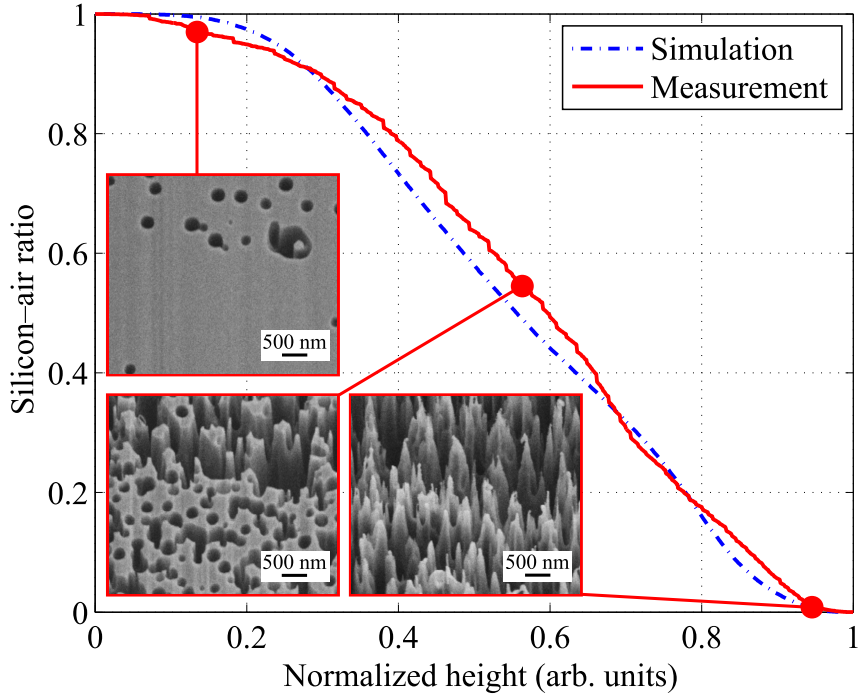 1
0.8
0.6
0.4
0.2
0
Silicon–air ratio
Simulation
Measurement
500 nm
500 nm
500 nm
0
0.2
0.4
0.6
0.8
1
Normalized height (arb. units)